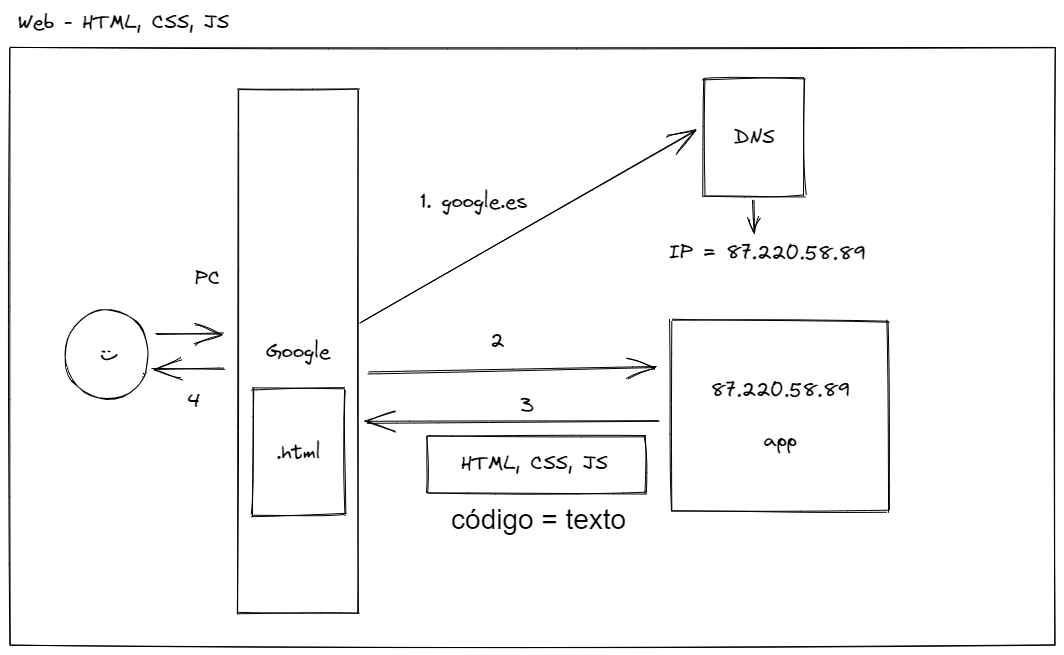 Web - HTML, CSS, JS
DNS
1. google.es
IP = 87.220.58.89
PC
Google
2
87.220.58.89
4
3
app
.html
HTML, CSS, JS
código = texto